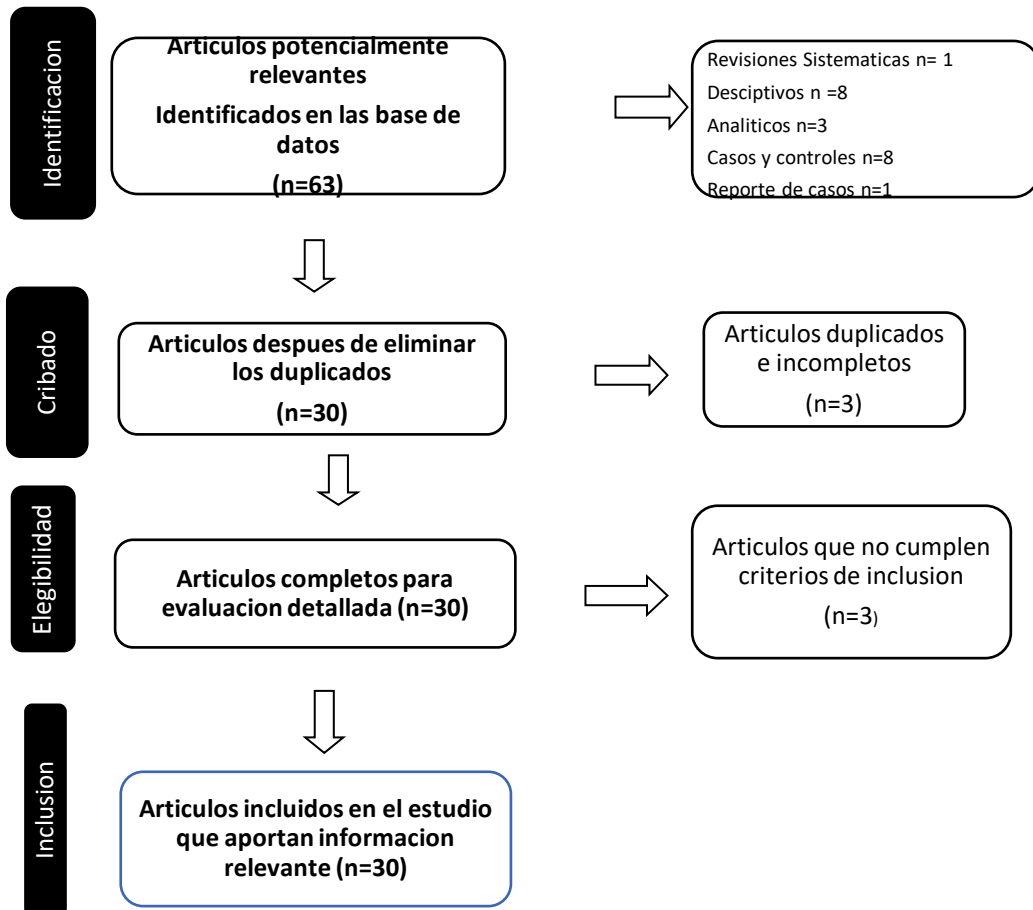 Identificacion
Articulos potencialmente
relevantes
Identificados en las base de
datos
(n=63)
Revisiones Sistematicas n= 1
Desciptivos n =8
Analiticos n=3
Casos y controles n=8
Reporte de casos n=1
Cribado
Articulos despues de eliminar
los duplicados
(n=30)
Articulos duplicados
e incompletos
(n=3)
Elegibilidad
Articulos completos para
evaluacion detallada (n=30)
Articulos que no cumplen
criterios de inclusion
(n=3)
Inclusion
Articulos incluidos en el estudio
que aportan informacion
relevante (n=30)